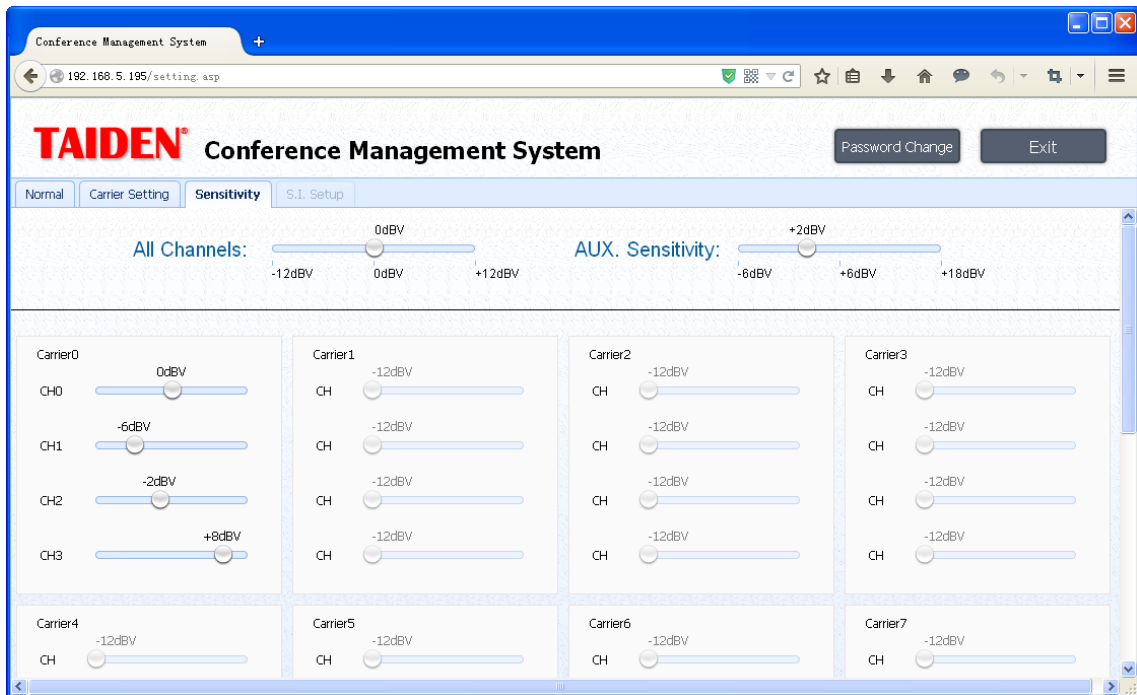 Conference Management System
192.168.5.195/setting.asp
TAIDEN® Conference Management System
Password Change
Exit
Normal
Carrier Setting
Sensitivity
S.I. Setup
All Channels:
0dBV
-12dBV 0dBV +12dBV
AUX. Sensitivity:
+2dBV
-6dBV +6dBV +18dBV
Carrier0
0dBV
CH0
-6dBV
CH1
-2dBV
CH2
+8dBV
CH3
Carrier1
-12dBV
CH
-12dBV
CH
-12dBV
CH
-12dBV
CH
Carrier2
-12dBV
CH
-12dBV
CH
-12dBV
CH
-12dBV
CH
Carrier3
-12dBV
CH
-12dBV
CH
-12dBV
CH
-12dBV
CH
Carrier4
-12dBV
CH
Carrier5
-12dBV
CH
Carrier6
-12dBV
CH
Carrier7
-12dBV
CH